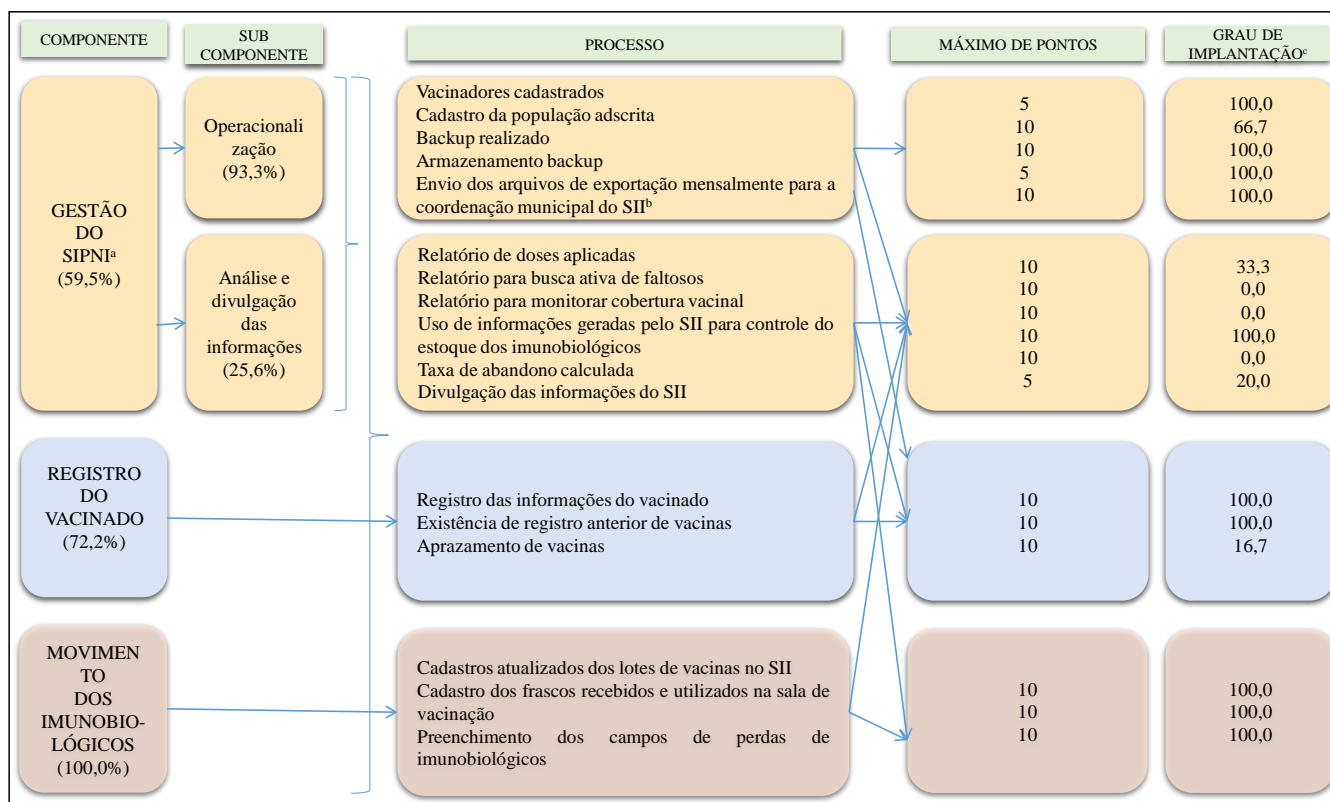 COMPONENTE
SUB
COMPONENTE
PROCESSO
MÁXIMO DE PONTOS
GRAU DE
IMPLANTAÇÃOᶜ
GESTÃO
DO
SIPNIᵃ
(59,5%)
Operacionali
zação
(93,3%)
Vacinadores cadastrados
Cadastro da população adscrita
Backup realizado
Armazenamento backup
Envio dos arquivos de exportação mensalmente para a
coordenação municipal do SIIᵇ
5
10
10
5
10
100,0
66,7
100,0
100,0
100,0
Análise e
divulgação
das
informações
(25,6%)
Relatório de doses aplicadas
Relatório para busca ativa de faltosos
Relatório para monitorar cobertura vacinal
Uso de informações geradas pelo SII para controle do
estoque dos imunobiológicos
Taxa de abandono calculada
Divulgação das informações do SII
10
10
10
10
10
5
33,3
0,0
0,0
100,0
0,0
20,0
REGISTRO
DO
VACINADO
(72,2%)
Registro das informações do vacinado
Existência de registro anterior de vacinas
Aprazamento de vacinas
10
10
10
100,0
100,0
16,7
MOVIMEN
TO
DOS
IMUNOBIO-
LÓGICOS
(100,0%)
Cadastros atualizados dos lotes de vacinas no SII
Cadastro dos frascos recebidos e utilizados na sala de
vacinação
Preenchimento dos campos de perdas de
imunobiológicos
10
10
10
100,0
100,0
100,0